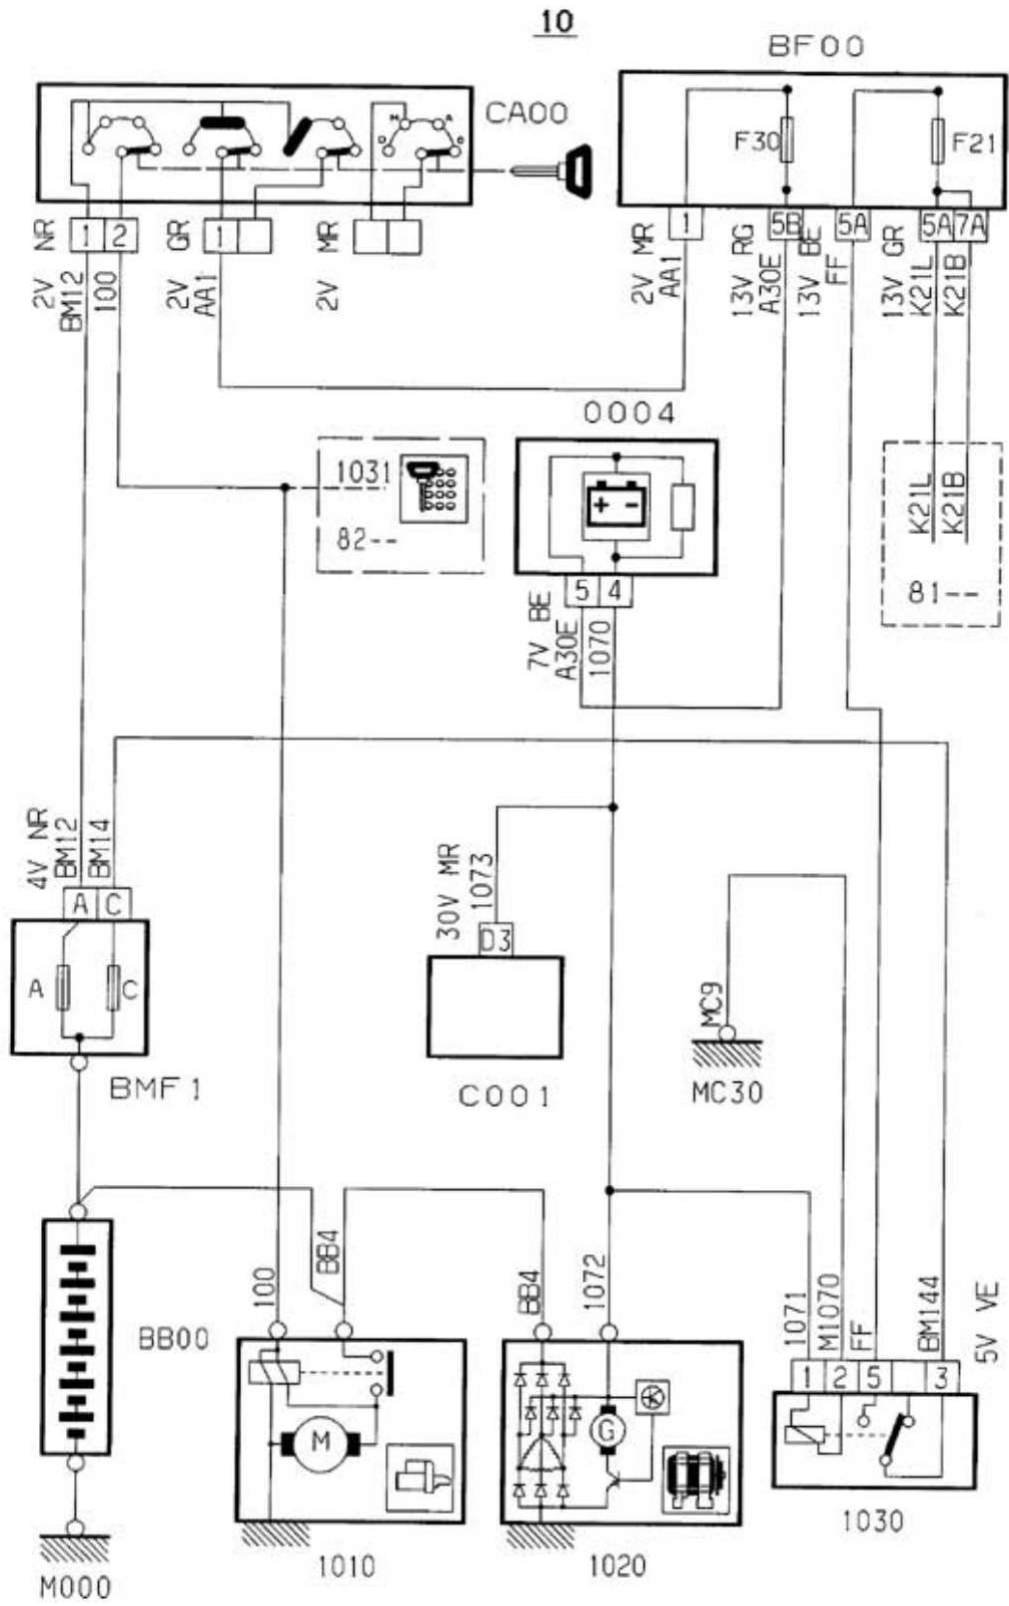 10
BF00
CA00
M
A
D
F30
F21
1
2
1
1
5B
5A
5A
7A
2V NR
BM12
100
2V GR
AA1
2V MR
2V MR
AA1
13V RG
A30E
13V BE
FF
13V GR
K21L
K21B
0004
1031
82--
+ -
K21L
K21B
81--
5
4
7V BE
A30E
1070
4V NR
BM12
BM14
30V MR
1073
A
C
D3
A
C
MC9
BMF1
C001
MC30
BB00
100
BB4
BB4
1072
1071
M1070
FF
BM144
5V VE
1
2
5
3
M
G
M000
1010
1020
1030